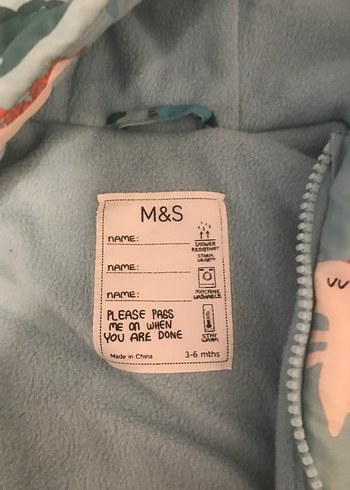 M&S
NAME:
SHOWER
RESISTANT
NAME:
MACHINE
WASHABLE
NAME:
PLEASE PASS
ME ON WHEN
YOU ARE DONE
STAY
WARM
Made in China
3-6 mths